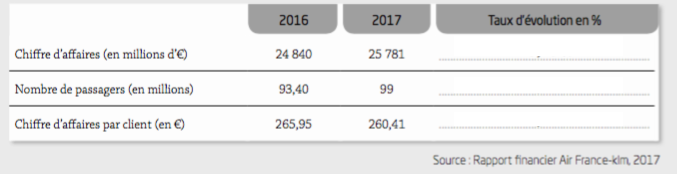 2016 2017 Taux d'évolution en %
Chiffre d'affaires (en millions d'€) 24 840 25 781
Nombre de passagers (en millions) 93,40 99
Chiffre d'affaires par client (en €) 265,95 260,41
Source : Rapport financier Air France-klm, 2017